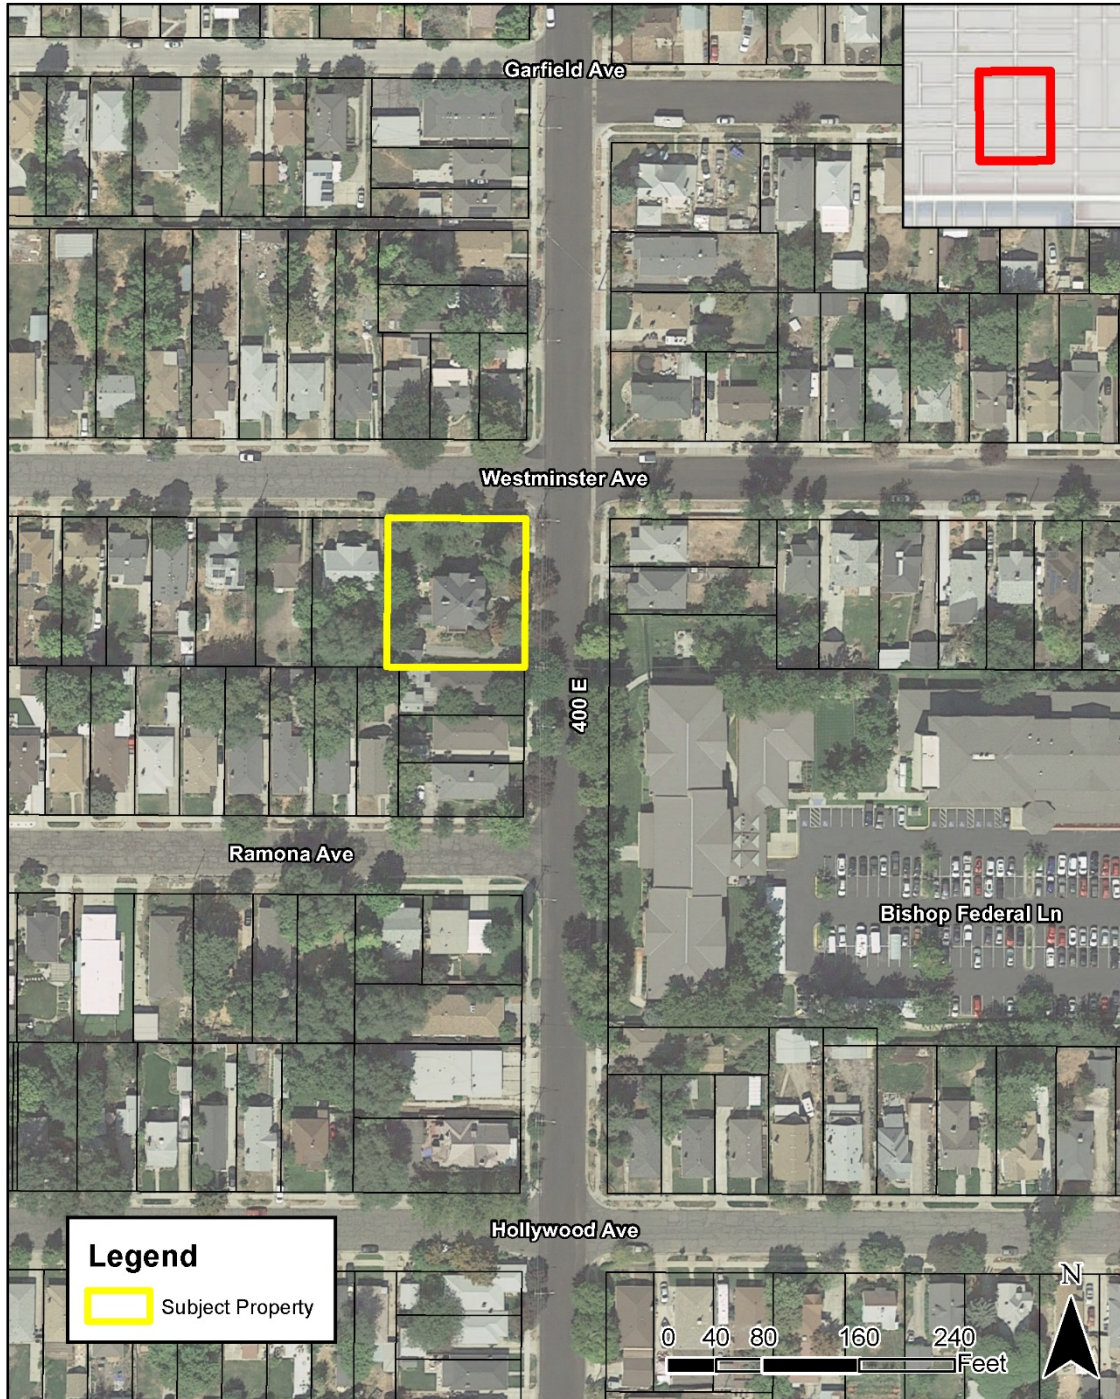 Garfield Ave
Westminster Ave
400 E
Ramona Ave
Bishop Federal Ln
Hollywood Ave
Legend
Subject Property
N
0 40 80 160 240
Feet